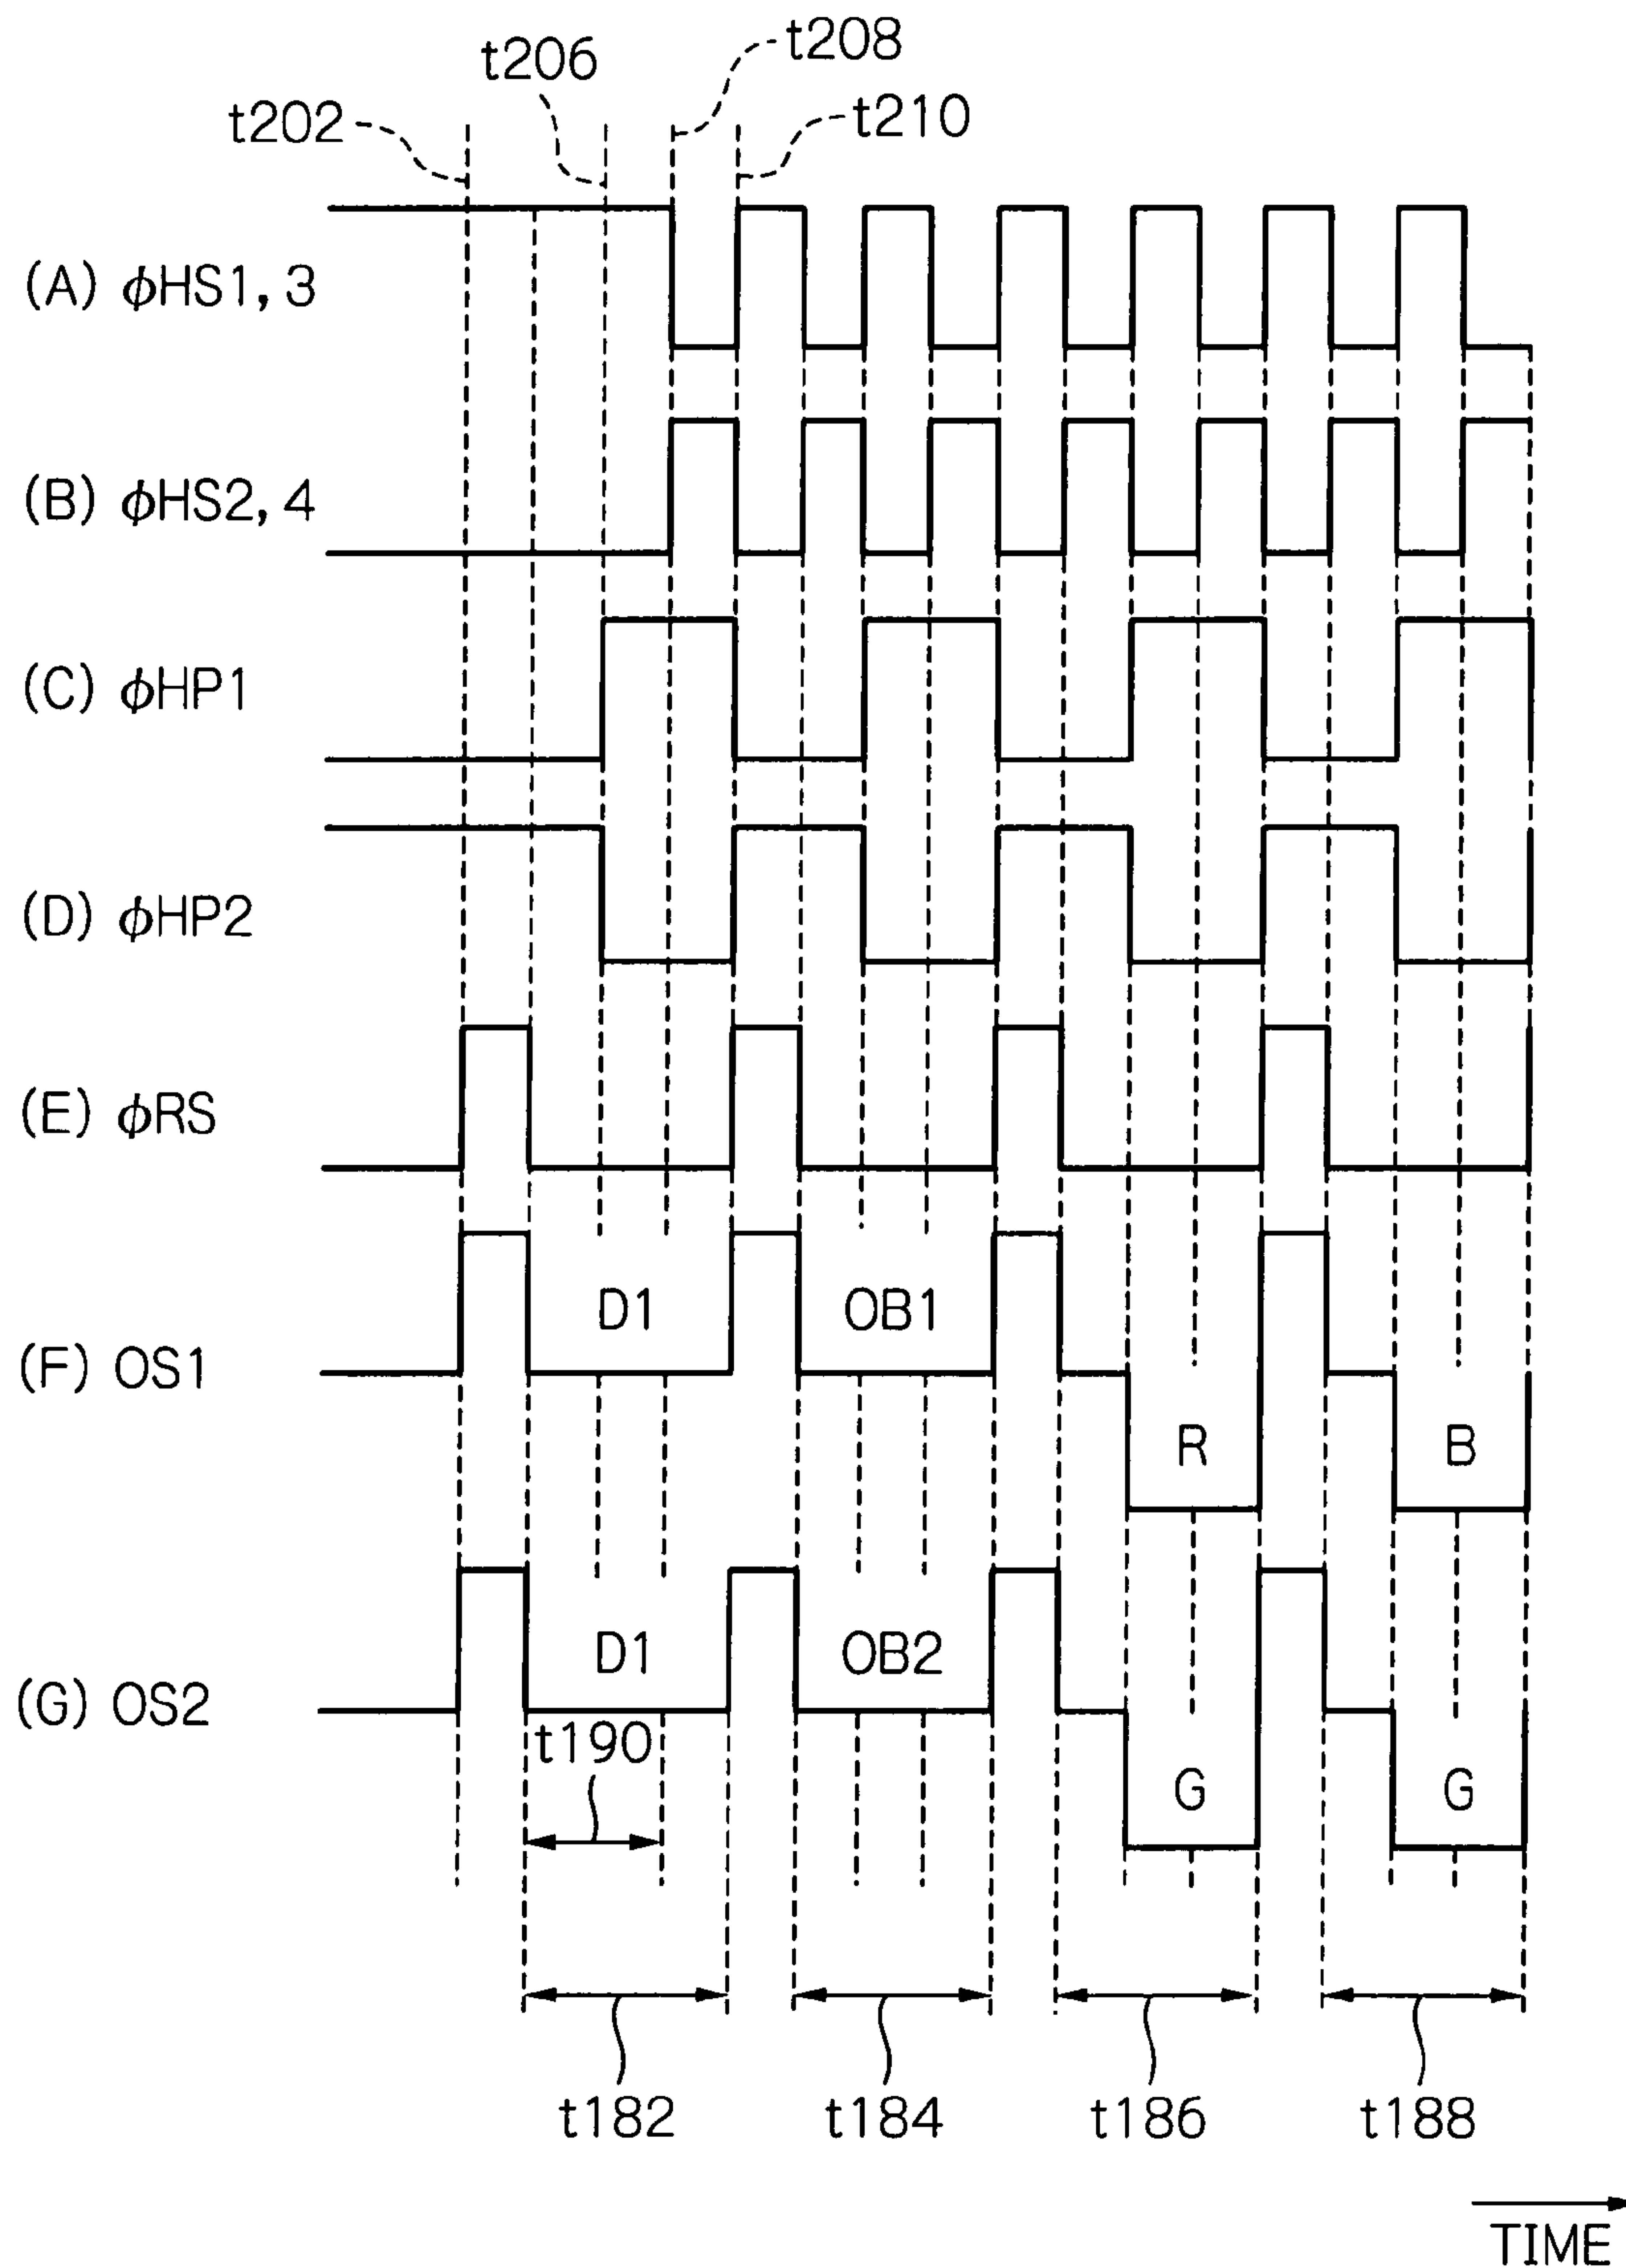 t208
t206
t202
t210
(A) ϕHS1, 3
(B) ϕHS2, 4
(C) ϕHP1
(D) ϕHP2
(E) ϕRS
D1 OB1
(F) OS1
R B
D1 OB2
(G) OS2
t190
G G
t182 t184 t186 t188
TIME